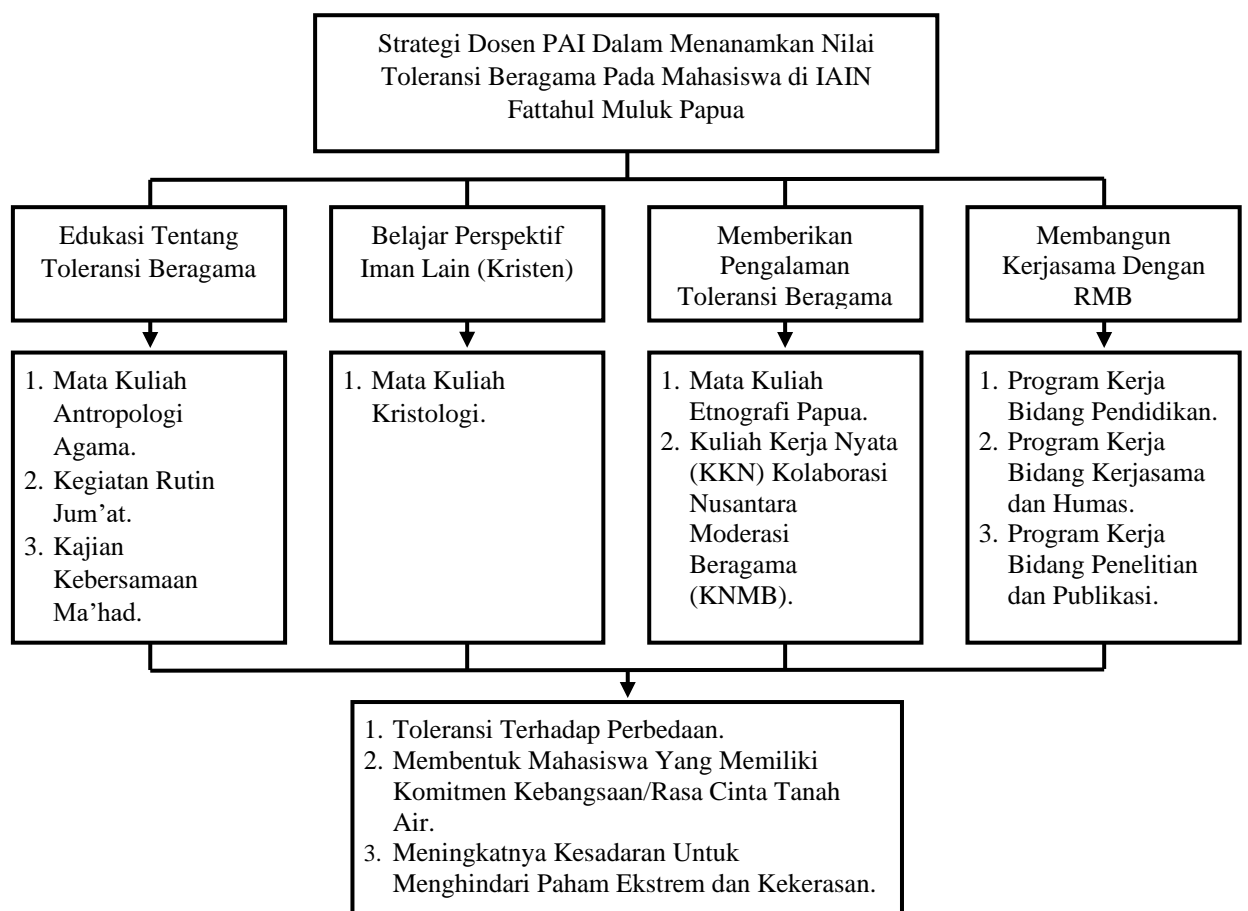 Strategi Dosen PAI Dalam Menanamkan Nilai
Toleransi Beragama Pada Mahasiswa di IAIN
Fattahul Muluk Papua
Edukasi Tentang
Toleransi Beragama
Belajar Perspektif
Iman Lain (Kristen)
Memberikan
Pengalaman
Toleransi Beragama
Membangun
Kerjasama Dengan
RMB
1. Mata Kuliah
Antropologi
Agama.
2. Kegiatan Rutin
Jum’at.
3. Kajian
Kebersamaan
Ma’had.
1. Mata Kuliah
Kristologi.
1. Mata Kuliah
Etnografi Papua.
2. Kuliah Kerja Nyata
(KKN) Kolaborasi
Nusantara
Moderasi
Beragama
(KNMB).
1. Program Kerja
Bidang Pendidikan.
2. Program Kerja
Bidang Kerjasama
dan Humas.
3. Program Kerja
Bidang Penelitian
dan Publikasi.
1. Toleransi Terhadap Perbedaan.
2. Membentuk Mahasiswa Yang Memiliki
Komitmen Kebangsaan/Rasa Cinta Tanah
Air.
3. Meningkatnya Kesadaran Untuk
Menghindari Paham Ekstrem dan Kekerasan.